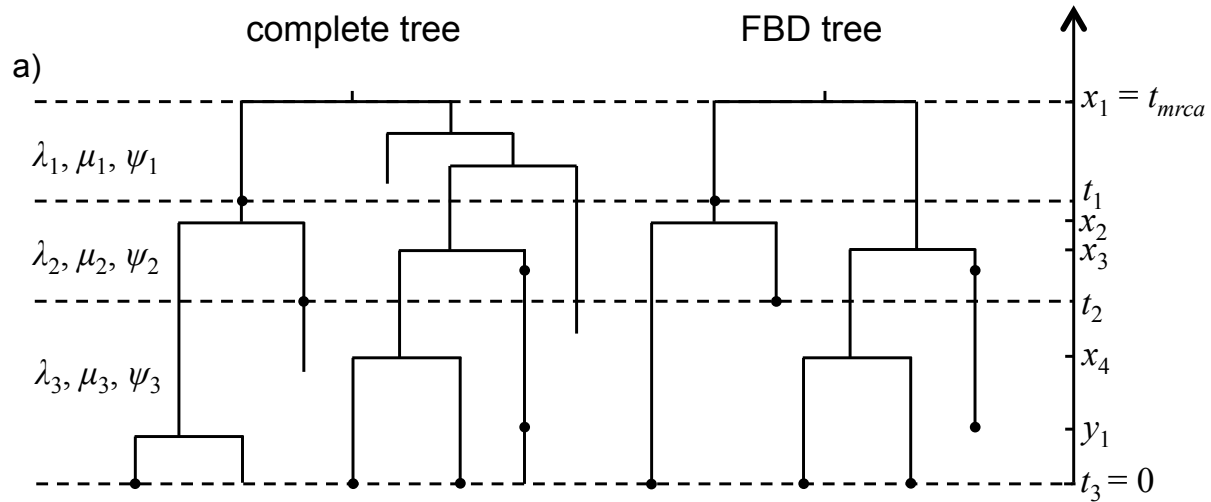 complete tree
FBD tree
a)
x₁ = tₘᵣcₐ
λ₁, μ₁, ψ₁
t₁
x₂
λ₂, μ₂, ψ₂
x₃
t₂
x₄
λ₃, μ₃, ψ₃
y₁
t₃ = 0